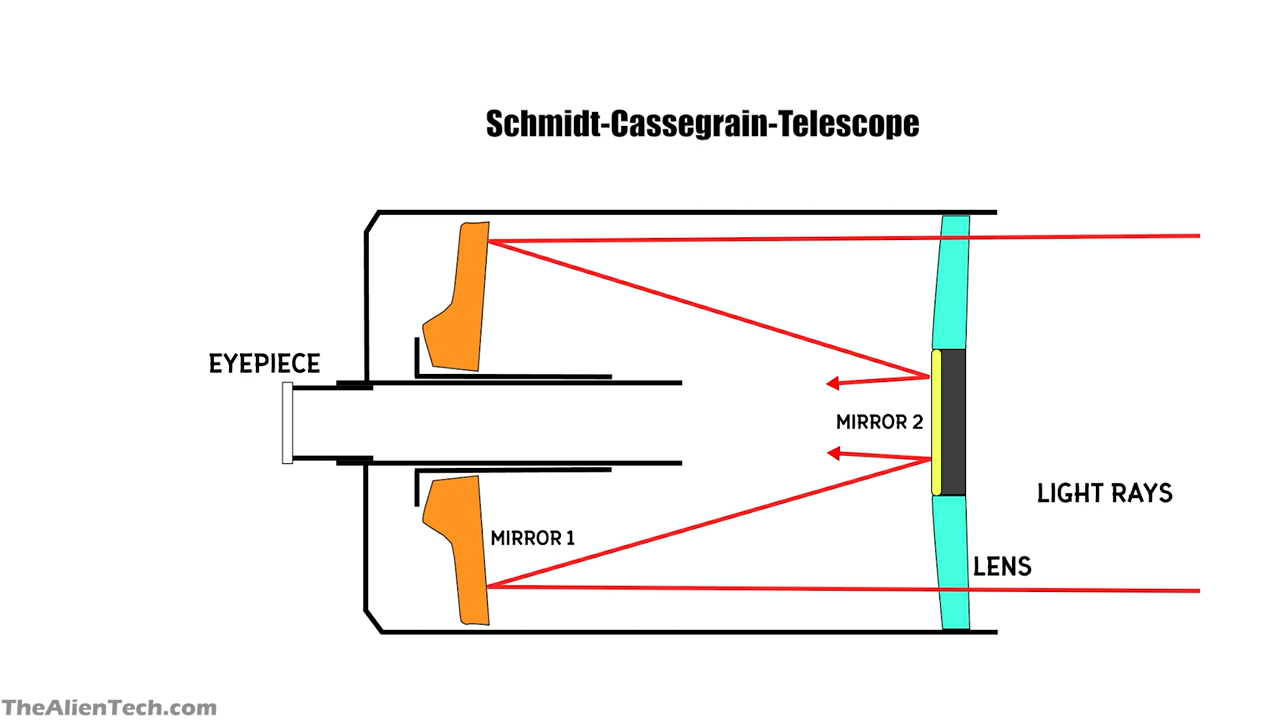 Schmidt-Cassegrain-Telescope
EYEPIECE
MIRROR 2
LIGHT RAYS
MIRROR 1
LENS
TheAlienTech.com